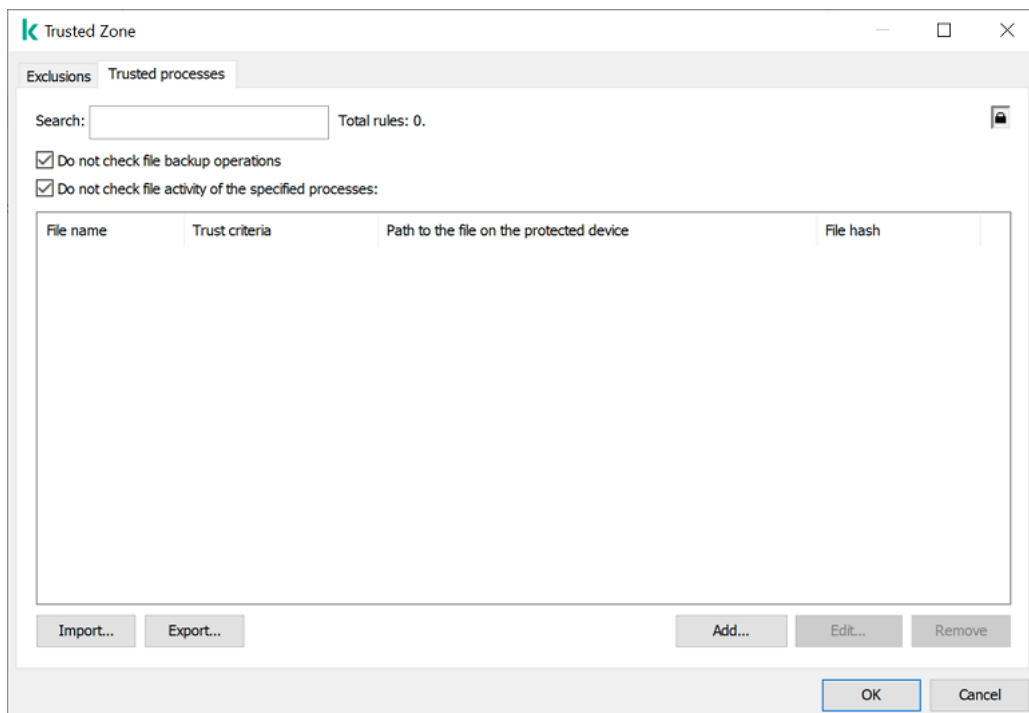 Trusted Zone
Exclusions Trusted processes
Search: Total rules: 0.
Do not check file backup operations
Do not check file activity of the specified processes:
File name Trust criteria Path to the file on the protected device File hash
Import... Export... Add... Edit... Remove
OK Cancel